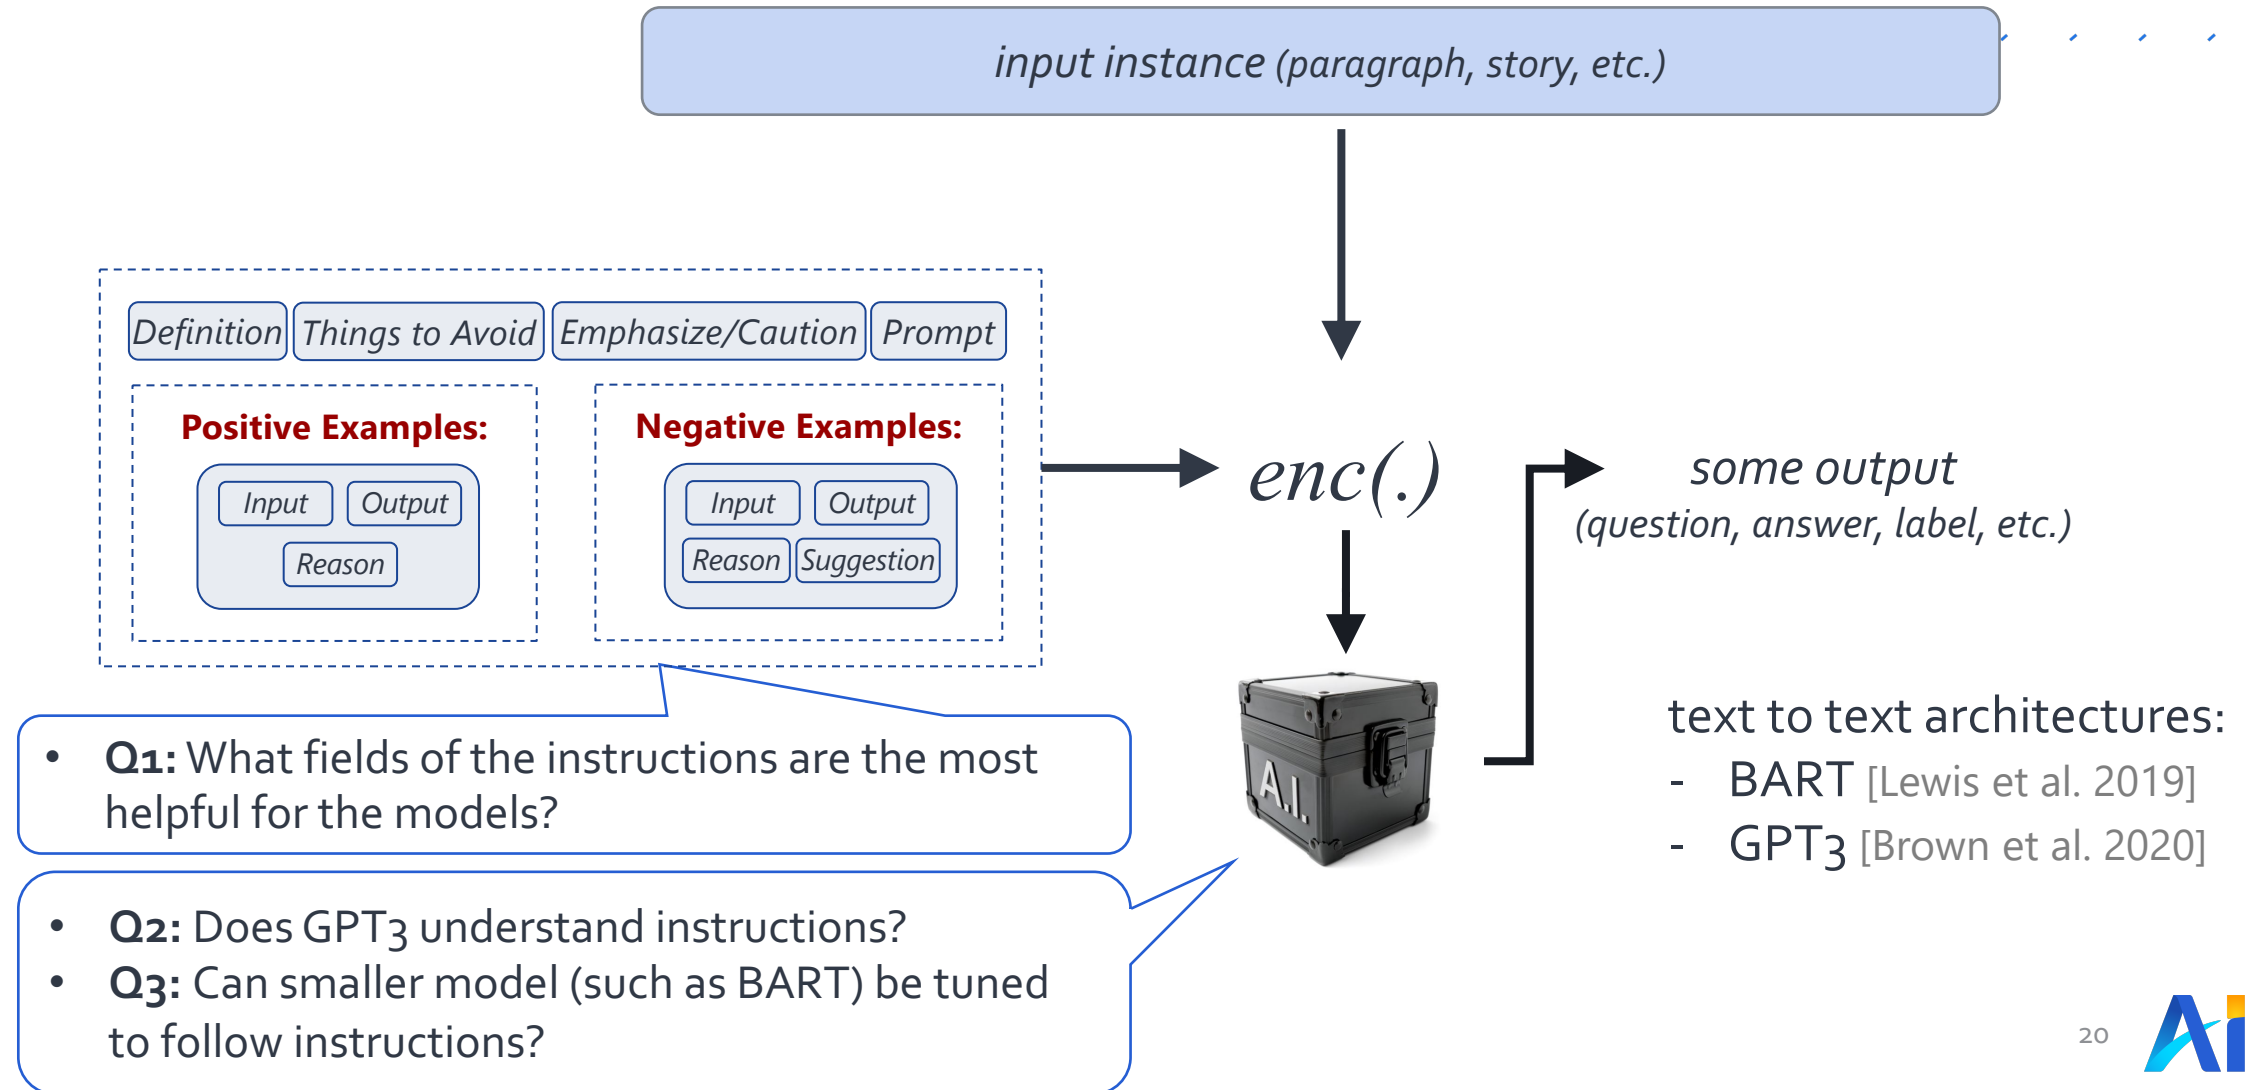 input instance (paragraph, story, etc.)
Definition Things to Avoid Emphasize/Caution Prompt
Positive Examples:
Input Output
Reason
Negative Examples:
Input Output
Reason Suggestion
enc(.)
some output
(question, answer, label, etc.)
A.I.
text to text architectures:
- BART [Lewis et al. 2019]
- GPT3 [Brown et al. 2020]
• Q1: What fields of the instructions are the most
helpful for the models?
• Q2: Does GPT3 understand instructions?
• Q3: Can smaller model (such as BART) be tuned
to follow instructions?
20
Ai